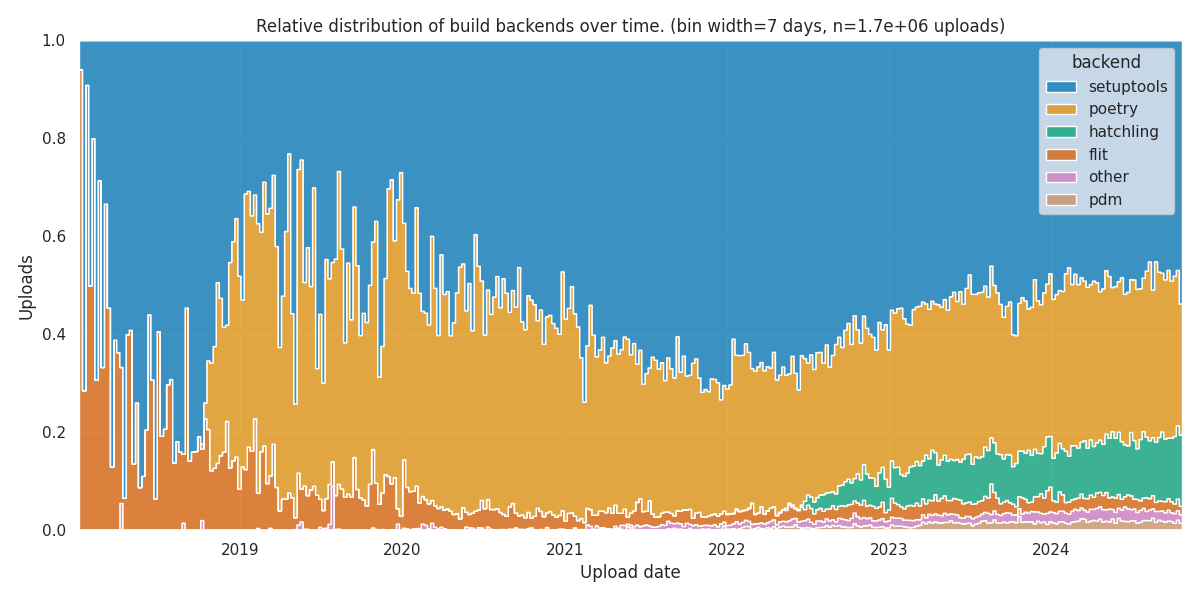 Relative distribution of build backends over time. (bin width=7 days, n=1.7e+06 uploads)
1.0
0.8
0.6
0.4
0.2
0.0
Uploads
backend
setuptools
poetry
hatchling
flit
other
pdm
2019
2020
2021
2022
2023
2024
Upload date